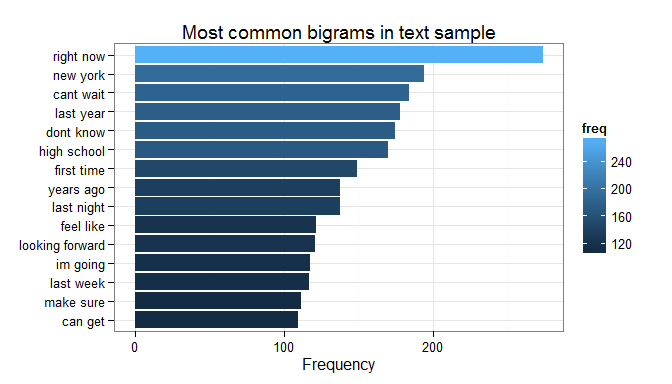 Most common bigrams in text sample
right now
new york
cant wait
last year
dont know
high school
first time
years ago
last night
feel like
looking forward
im going
last week
make sure
can get
0 100 200
Frequency
freq
240
200
160
120